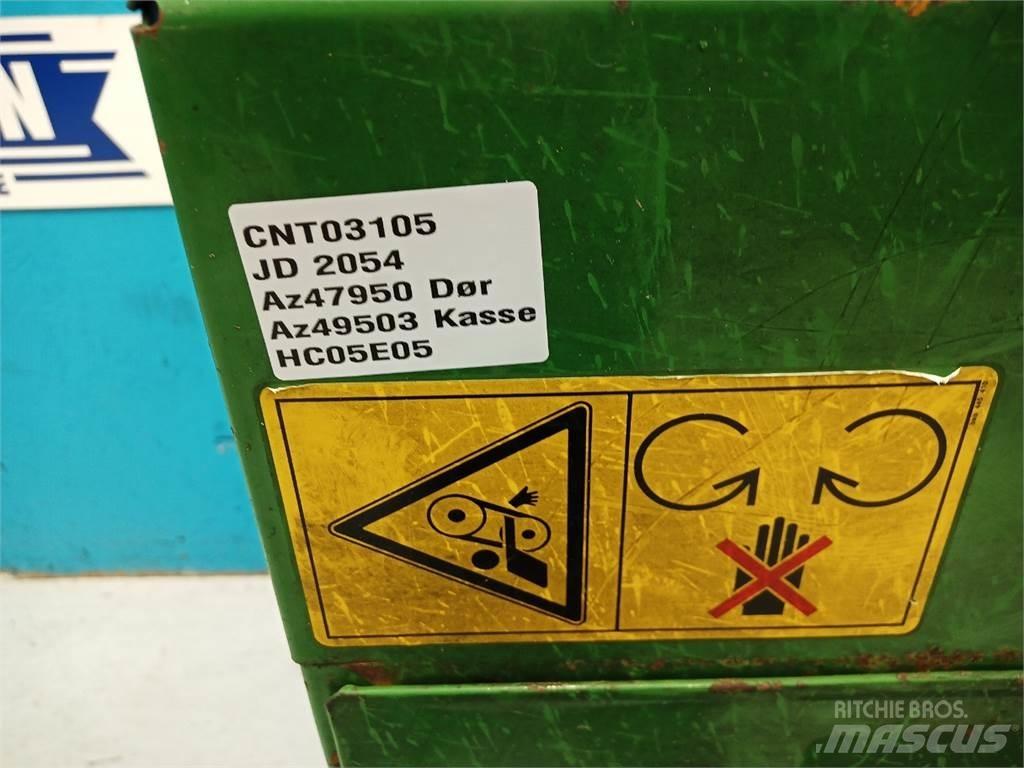 CNT03105
JD 2054
Az47950 Dør
Az49503 Kasse
HC05E05
RITCHIE BROS.
MASCUS